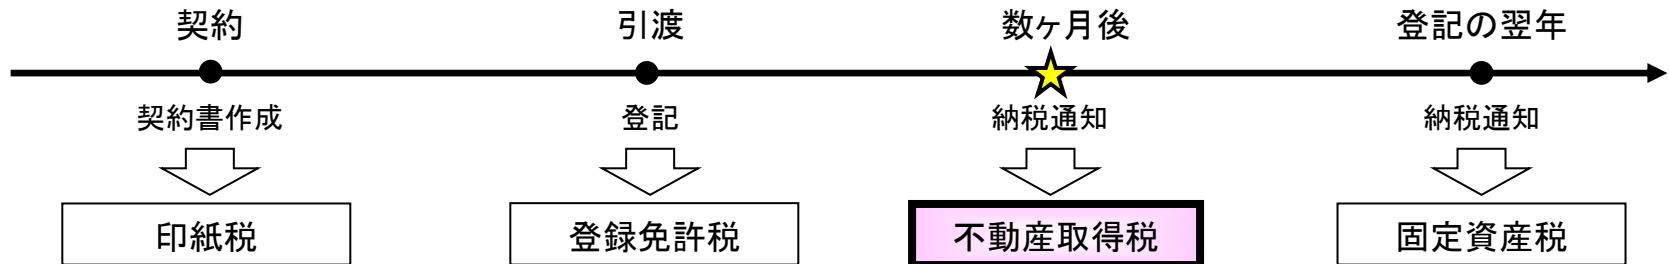 契約 引渡 数ヶ月後 登記の翌年
契約書作成 登記 納税通知 納税通知
印紙税 登録免許税 不動産取得税 固定資産税